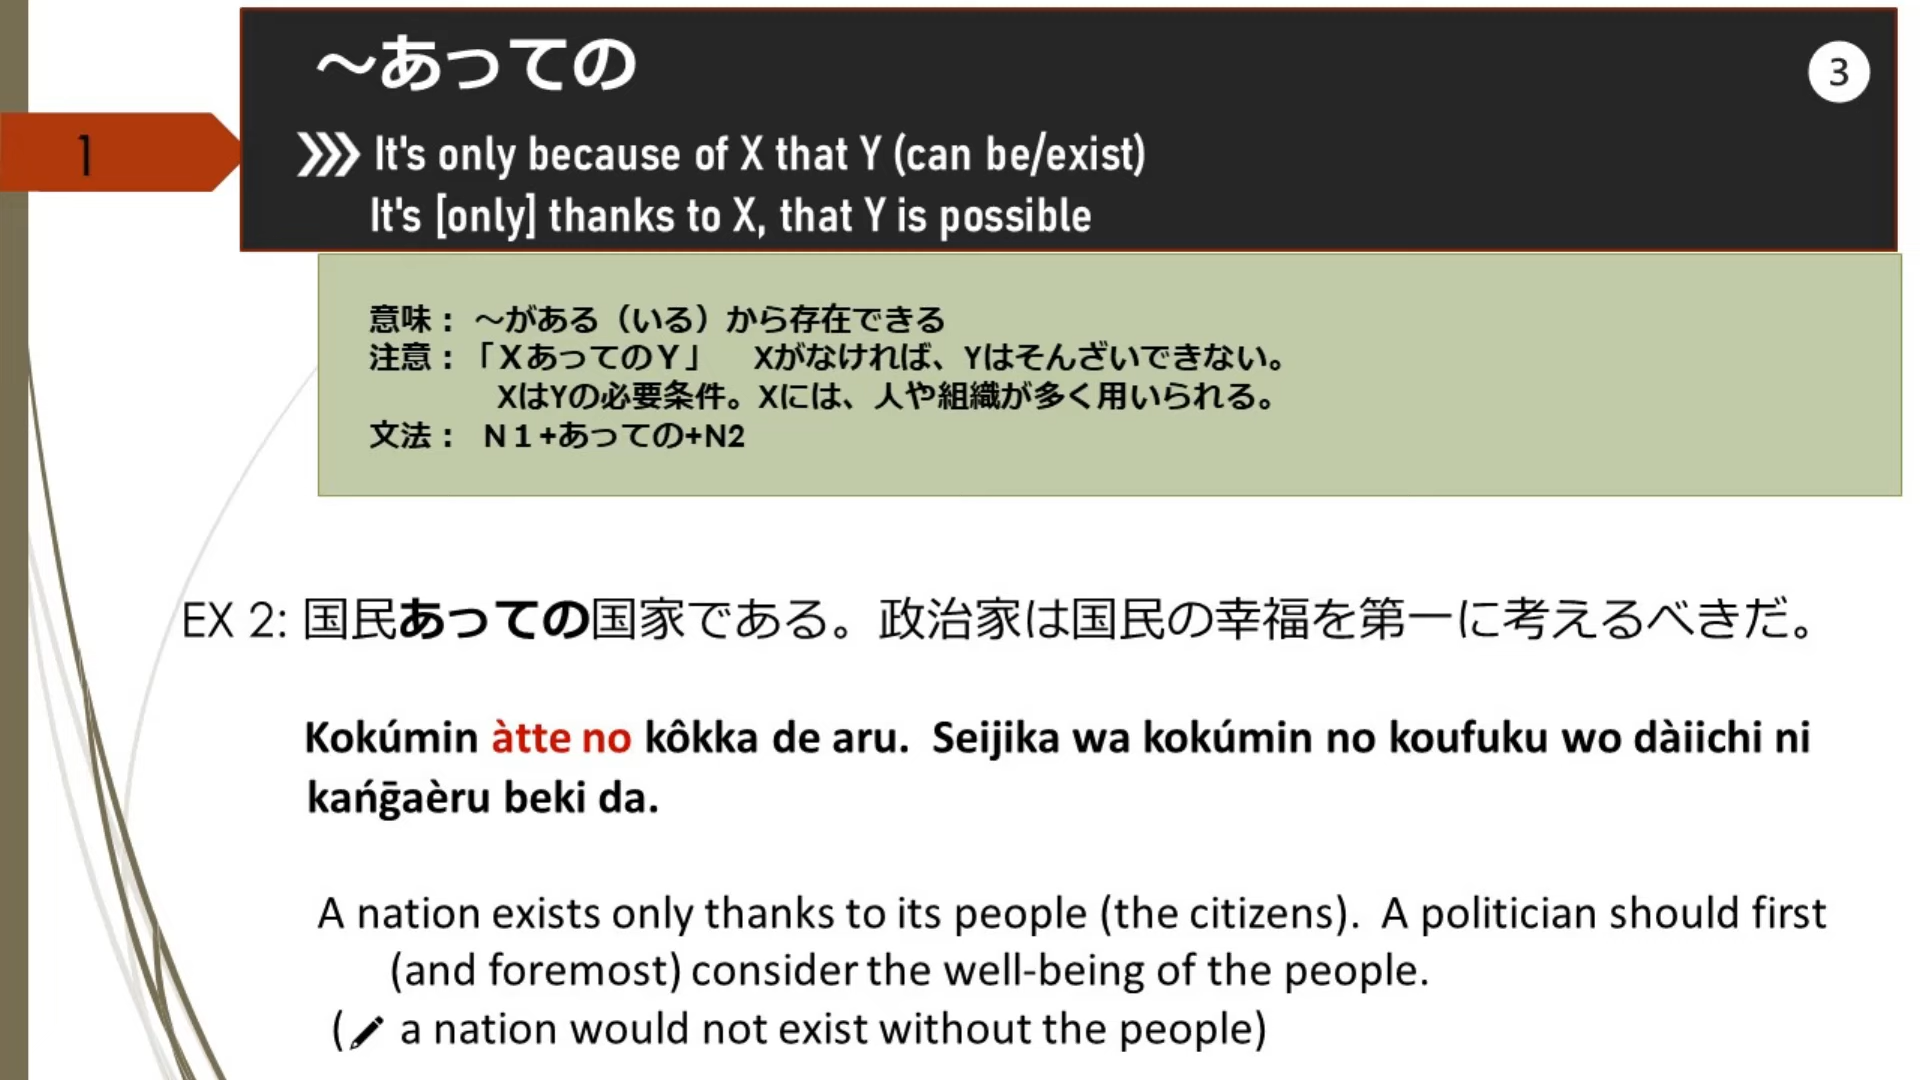 ～あっての
3
1
It's only because of X that Y (can be/exist)
It's [only] thanks to X, that Y is possible
意味： ～がある（いる）から存在できる
注意：「ＸあってのＹ」　Xがなければ、Yはそんざいできない。
XはYの必要条件。Xには、人や組織が多く用いられる。
文法： Ｎ１+あっての+N2
EX 2: 国民あっての国家である。政治家は国民の幸福を第一に考えるべきだ。
Kokúmin àtte no kôkka de aru. Seijika wa kokúmin no koufuku wo dàiichi ni
kańḡaèru beki da.
A nation exists only thanks to its people (the citizens). A politician should first
(and foremost) consider the well-being of the people.
( a nation would not exist without the people)